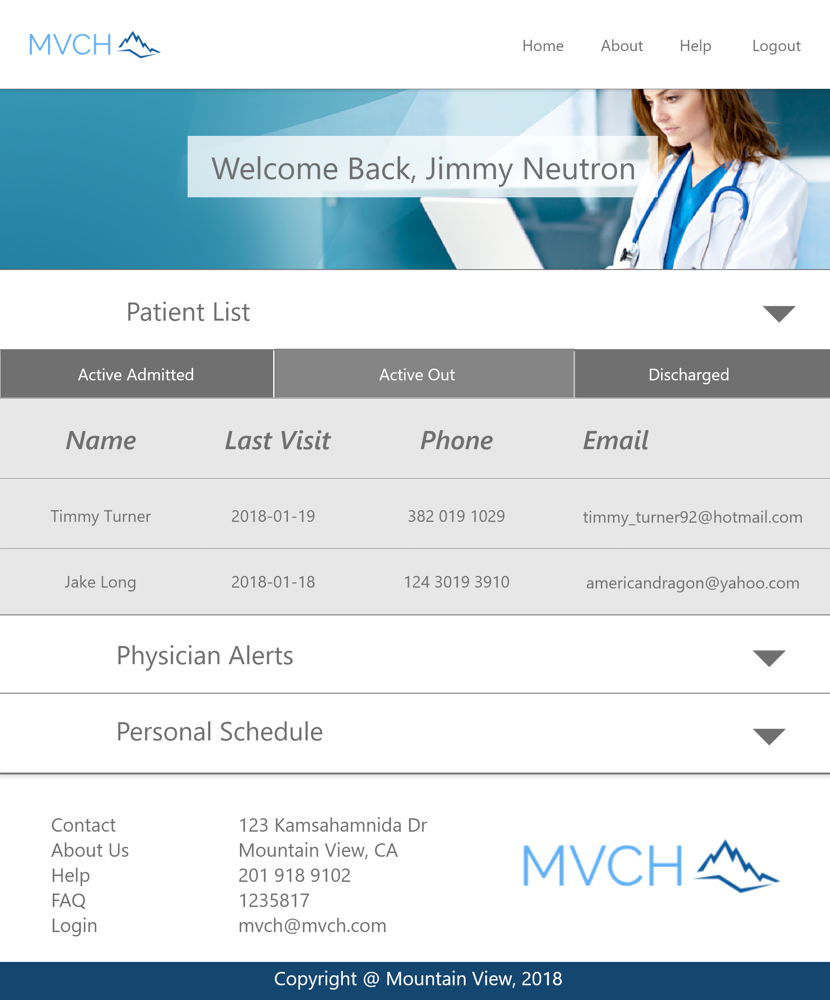 MVCH
Home About Help Logout
Welcome Back, Jimmy Neutron
Patient List
Active Admitted Active Out Discharged
Name Last Visit Phone Email
Timmy Turner 2018-01-19 382 019 1029 timmy_turner92@hotmail.com
Jake Long 2018-01-18 124 3019 3910 americandragon@yahoo.com
Physician Alerts
Personal Schedule
Contact
About Us
Help
FAQ
Login
123 Kamsahamnida Dr
Mountain View, CA
201 918 9102
1235817
mvch@mvch.com
MVCH
Copyright @ Mountain View, 2018